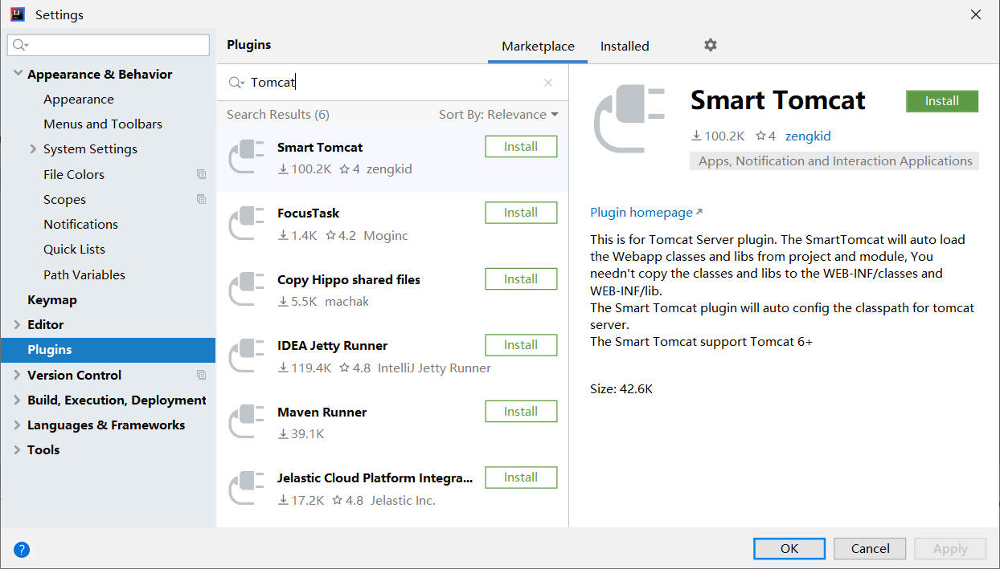 Settings
Plugins
Marketplace
Installed
Appearance & Behavior
Appearance
Menus and Toolbars
System Settings
File Colors
Scopes
Notifications
Quick Lists
Path Variables
Keymap
Editor
Plugins
Version Control
Build, Execution, Deployment
Languages & Frameworks
Tools
Tomcat
Search Results (6)
Sort By: Relevance
Smart Tomcat
Install
100.2K 4 zengkid
FocusTask
Install
1.4K 4.2 Moginc
Copy Hippo shared files
Install
5.5K machak
IDEA Jetty Runner
Install
119.4K 4.8 IntelliJ Jetty Runner
Maven Runner
Install
39.1K
Jelastic Cloud Platform Integra...
Install
17.2K 4.8 Jelastic Inc.
Smart Tomcat
Install
100.2K 4 zengkid
Apps, Notification and Interaction Applications
Plugin homepage
This is for Tomcat Server plugin. The SmartTomcat will auto load
the Webapp classes and libs from project and module, You
needn't copy the classes and libs to the WEB-INF/classes and
WEB-INF/lib.
The Smart Tomcat plugin will auto config the classpath for tomcat
server.
The Smart Tomcat support Tomcat 6+
Size: 42.6K
?
OK
Cancel
Apply